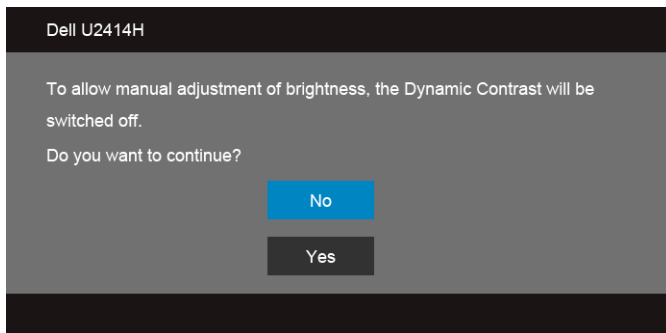 Dell U2414H
To allow manual adjustment of brightness, the Dynamic Contrast will be
switched off.
Do you want to continue?
No
Yes